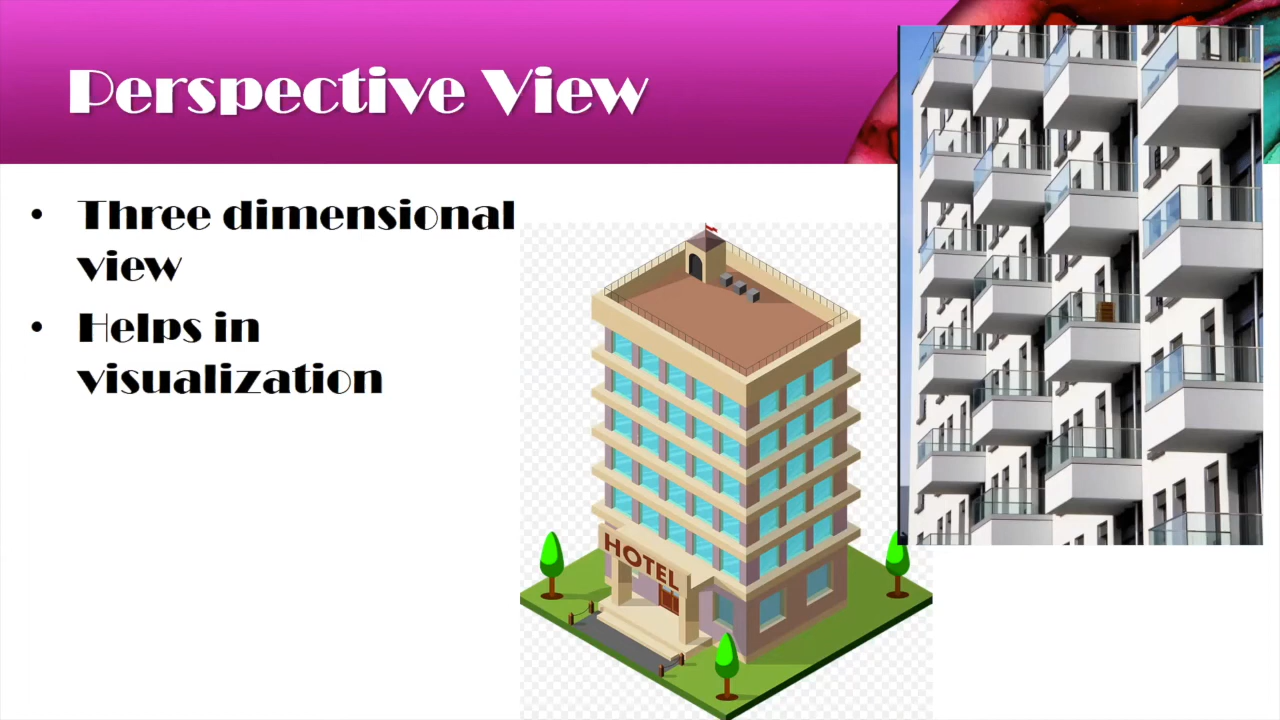 Perspective View
• Three dimensional
view
• Helps in
visualization
HOTEL